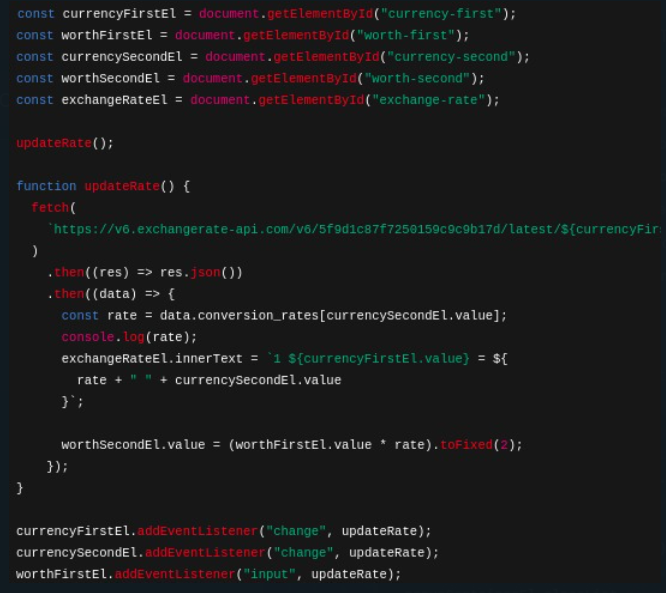 const currencyFirstEl = document.getElementById("currency-first");
const worthFirstEl = document.getElementById("worth-first");
const currencySecondEl = document.getElementById("currency-second");
const worthSecondEl = document.getElementById("worth-second");
const exchangeRateEl = document.getElementById("exchange-rate");

updateRate();

function updateRate() {
  fetch(
    `https://v6.exchangerate-api.com/v6/5f9d1c87f7250159c9c9b17d/latest/${currencyFir
  )
    .then((res) => res.json())
    .then((data) => {
      const rate = data.conversion_rates[currencySecondEl.value];
      console.log(rate);
      exchangeRateEl.innerText = `1 ${currencyFirstEl.value} = ${
        rate + " " + currencySecondEl.value
      }`;

      worthSecondEl.value = (worthFirstEl.value * rate).toFixed(2);
    });
}

currencyFirstEl.addEventListener("change", updateRate);
currencySecondEl.addEventListener("change", updateRate);
worthFirstEl.addEventListener("input", updateRate);